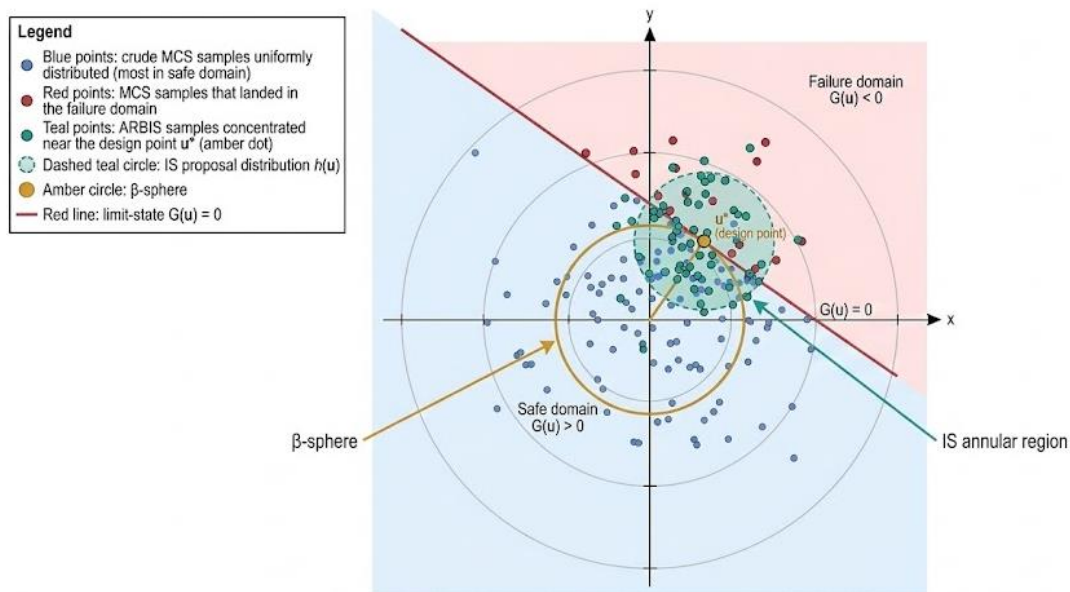 Legend
Blue points: crude MCS samples uniformly
distributed (most in safe domain)
Red points: MCS samples that landed in
the failure domain
Teal points: ARBIS samples concentrated
near the design point u* (amber dot)
Dashed teal circle: IS proposal distribution h(u)
Amber circle: β-sphere
Red line: limit-state G(u) = 0
y
Failure domain
G(u) < 0
u*
(design point)
G(u) = 0
x
Safe domain
G(u) > 0
β-sphere
IS annular region